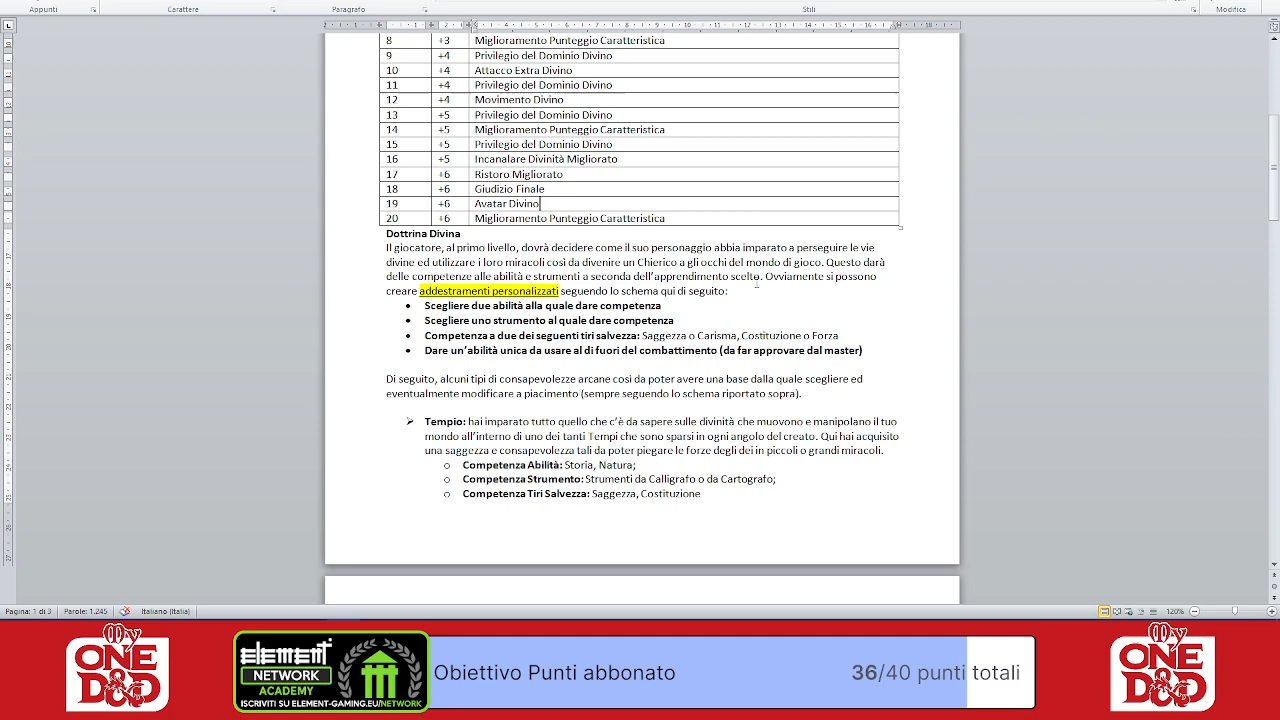 Appunti
Carattere
Paragrafo
Stili
Modifica
8 +3 Miglioramento Punteggio Caratteristica
9 +4 Privilegio del Dominio Divino
10 +4 Attacco Extra Divino
11 +4 Privilegio del Dominio Divino
12 +4 Movimento Divino
13 +5 Privilegio del Dominio Divino
14 +5 Miglioramento Punteggio Caratteristica
15 +5 Privilegio del Dominio Divino
16 +5 Incanalare Divinità Migliorato
17 +6 Ristoro Migliorato
18 +6 Giudizio Finale
19 +6 Avatar Divino
20 +6 Miglioramento Punteggio Caratteristica
Dottrina Divina
Il giocatore, al primo livello, dovrà decidere come il suo personaggio abbia imparato a perseguire le vie
divine ed utilizzare i loro miracoli così da divenire un Chierico a gli occhi del mondo di gioco. Questo darà
delle competenze alle abilità e strumenti a seconda dell'apprendimento scelto. Ovviamente si possono
creare addestramenti personalizzati seguendo lo schema qui di seguito:
• Scegliere due abilità alla quale dare competenza
• Scegliere uno strumento al quale dare competenza
• Competenza a due dei seguenti tiri salvezza: Saggezza o Carisma, Costituzione o Forza
• Dare un'abilità unica da usare al di fuori del combattimento (da far approvare dal master)
Di seguito, alcuni tipi di consapevolezze arcane così da poter avere una base dalla quale scegliere ed
eventualmente modificare a piacimento (sempre seguendo lo schema riportato sopra).
➢ Tempio: hai imparato tutto quello che c'è da sapere sulle divinità che muovono e manipolano il tuo
mondo all'interno di uno dei tanti Tempi che sono sparsi in ogni angolo del creato. Qui hai acquisito
una saggezza e consapevolezza tali da poter piegare le forze degli dei in piccoli o grandi miracoli.
o Competenza Abilità: Storia, Natura;
o Competenza Strumento: Strumenti da Calligrafo o da Cartografo;
o Competenza Tiri Salvezza: Saggezza, Costituzione
Pagina: 1 di 3 Parole: 1.245 Italiano (Italia) 120%
My
ONE
D&D
element
NETWORK
ACADEMY
ISCRIVITI SU ELEMENT-GAMING.EU/NETWORK
Obiettivo Punti abbonato 36/40 punti totali
My
ONE
D&D